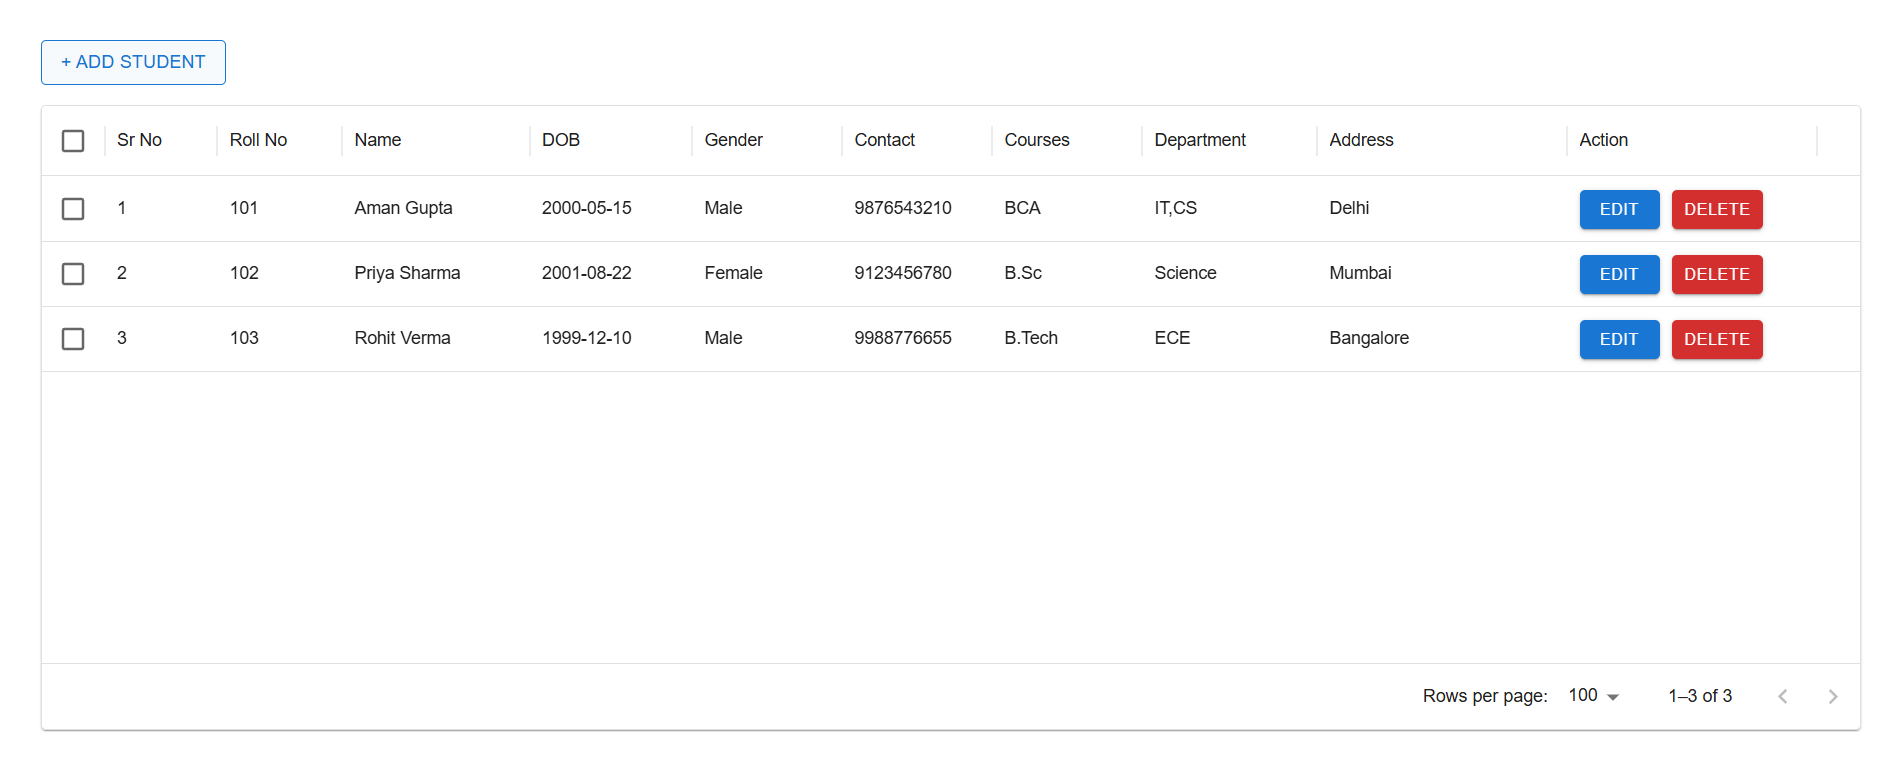 + ADD STUDENT
Sr No Roll No Name DOB Gender Contact Courses Department Address Action
1 101 Aman Gupta 2000-05-15 Male 9876543210 BCA IT,CS Delhi EDIT DELETE
2 102 Priya Sharma 2001-08-22 Female 9123456780 B.Sc Science Mumbai EDIT DELETE
3 103 Rohit Verma 1999-12-10 Male 9988776655 B.Tech ECE Bangalore EDIT DELETE
Rows per page: 100 1–3 of 3